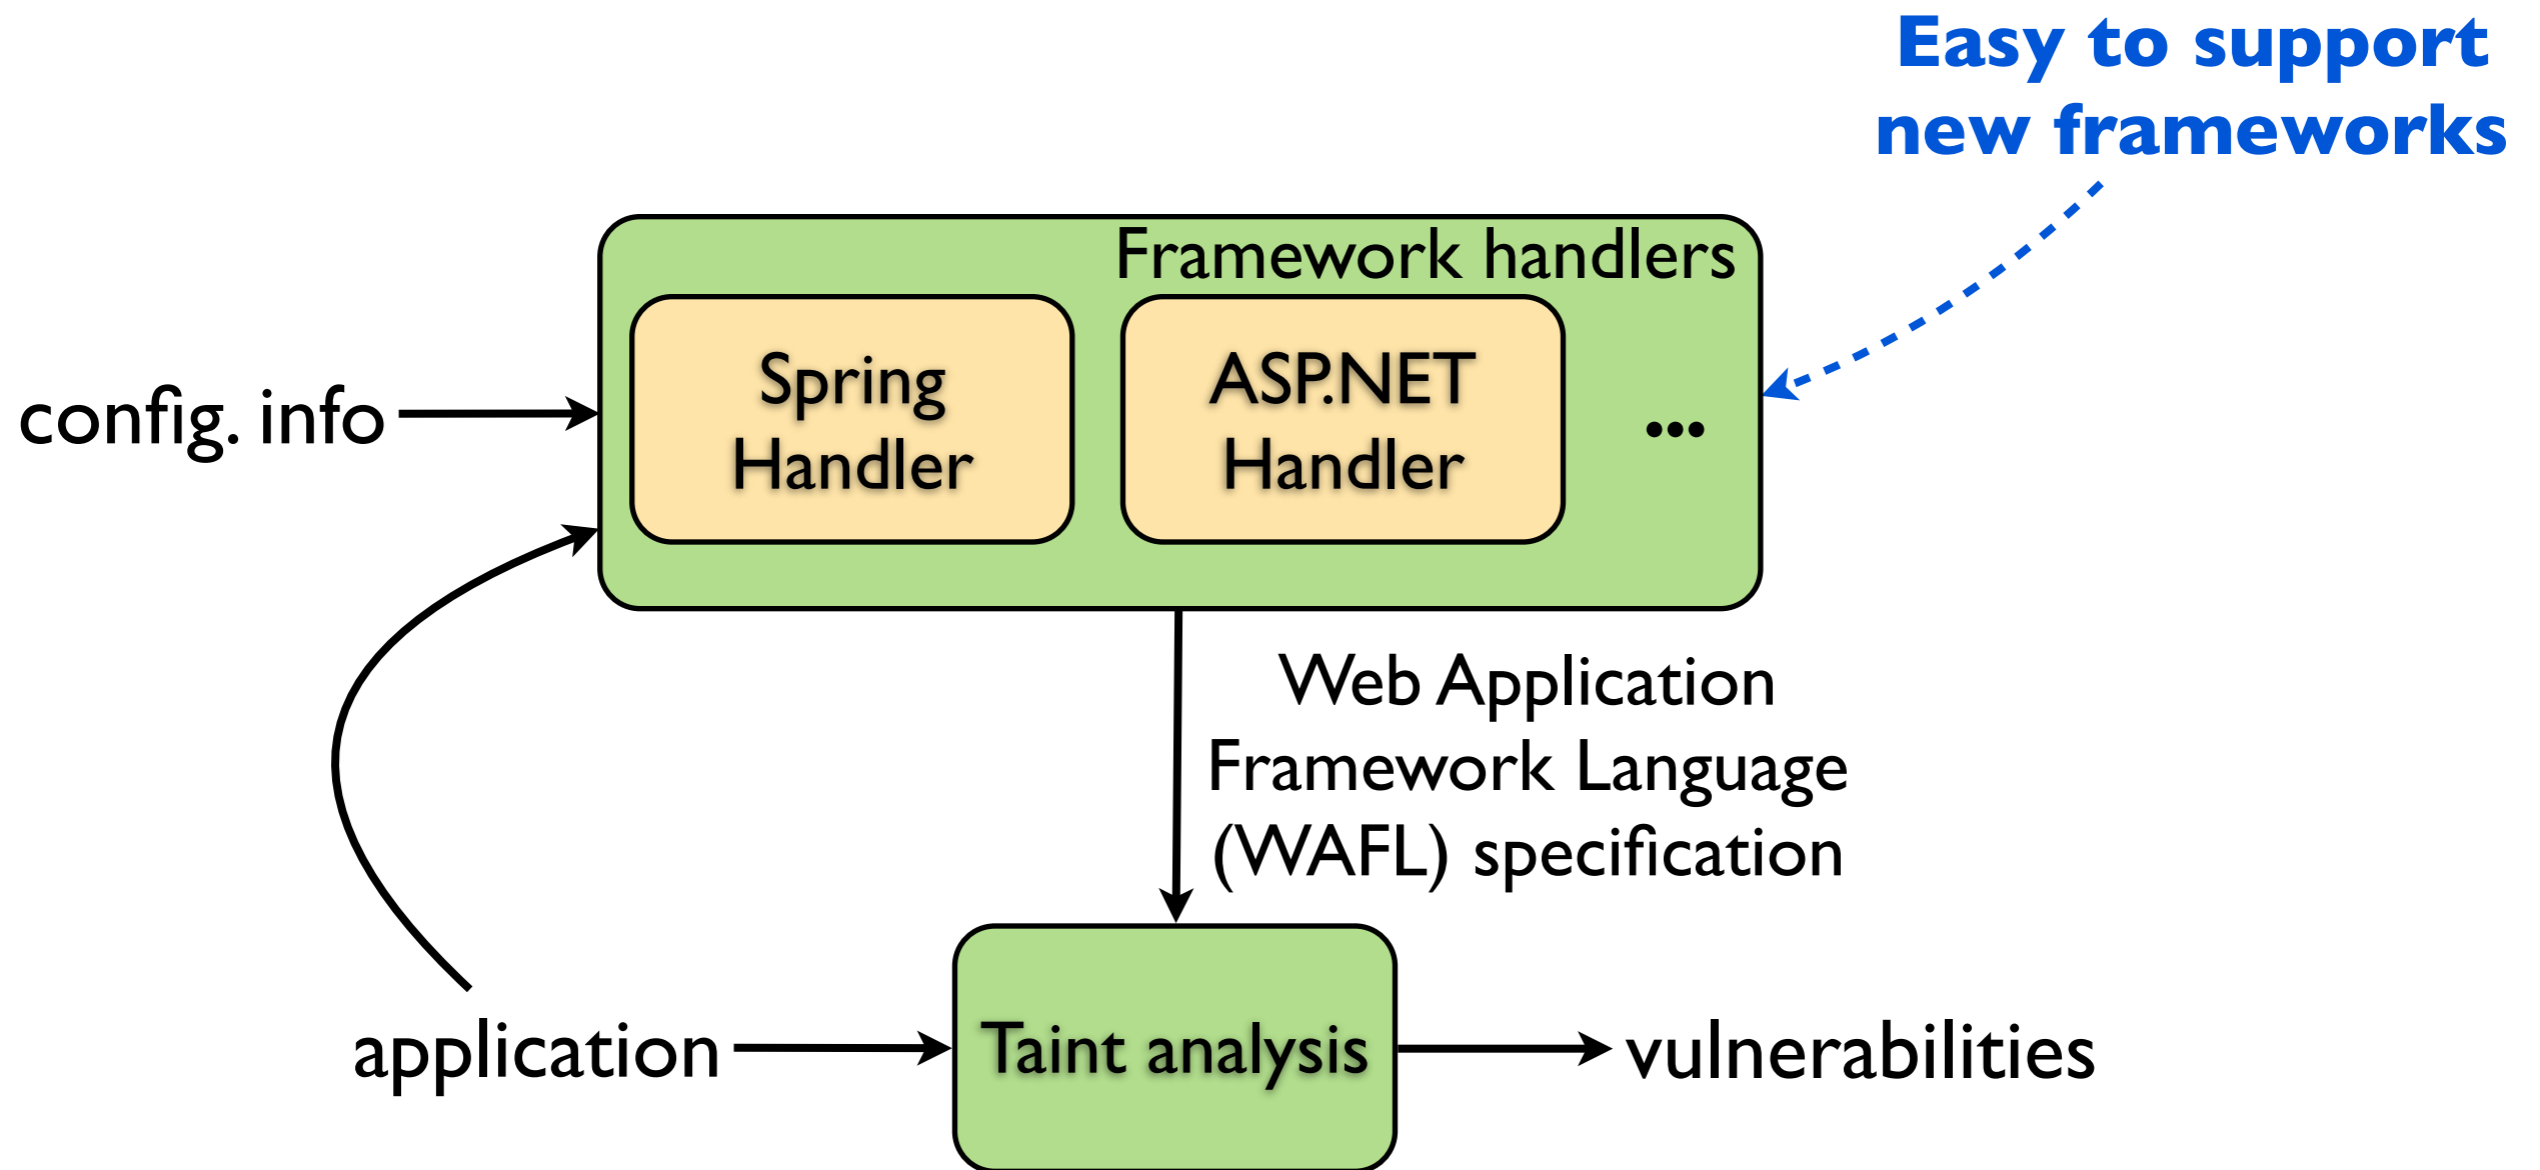 Easy to support
new frameworks
Framework handlers
Spring
Handler
ASP.NET
Handler
...
config. info
Web Application
Framework Language
(WAFL) specification
application
Taint analysis
vulnerabilities